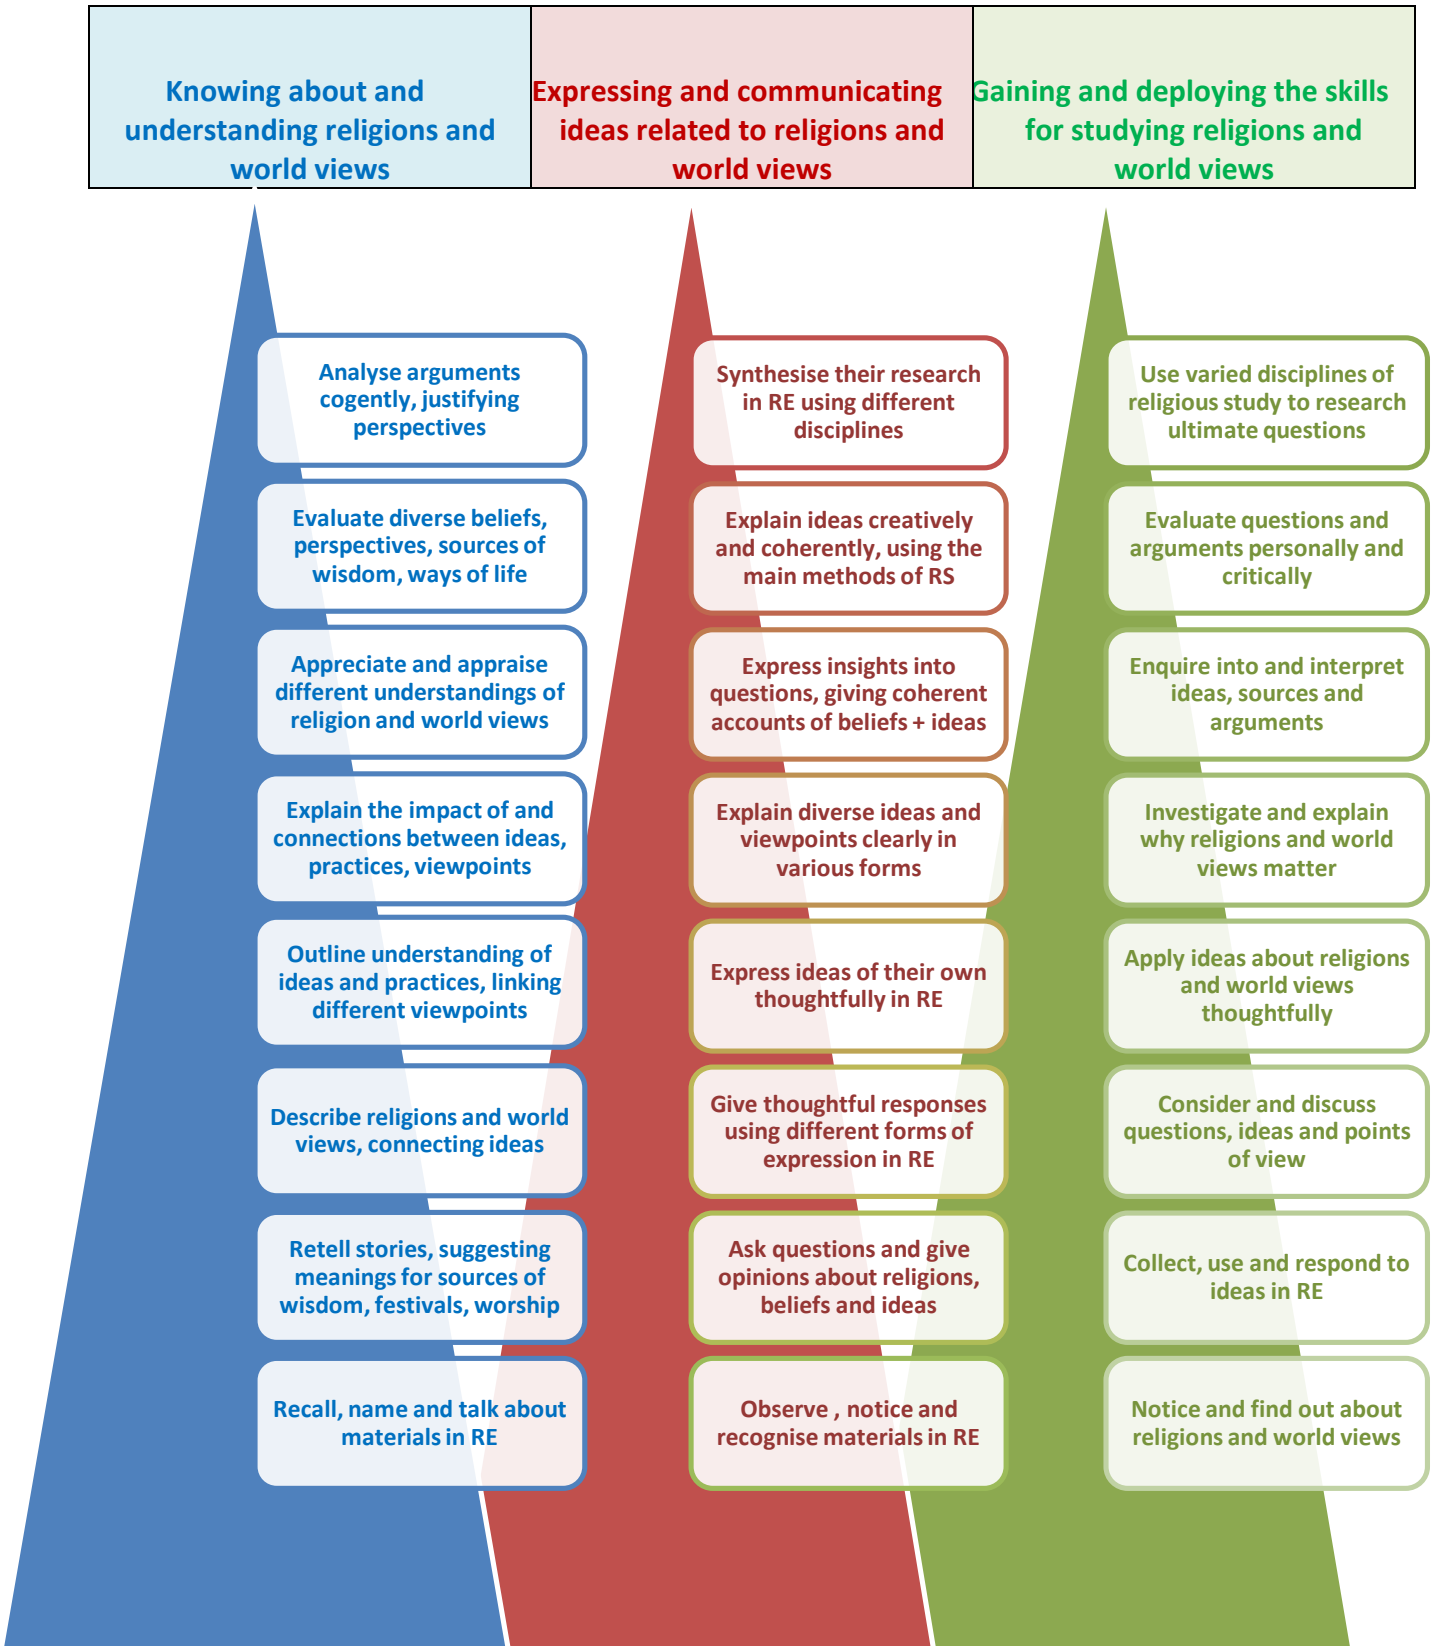 Knowing about and
understanding religions and
world views
Expressing and communicating
ideas related to religions and
world views
Gaining and deploying the skills
for studying religions and
world views
Analyse arguments
cogently, justifying
perspectives
Evaluate diverse beliefs,
perspectives, sources of
wisdom, ways of life
Appreciate and appraise
different understandings of
religion and world views
Explain the impact of and
connections between ideas,
practices, viewpoints
Outline understanding of
ideas and practices, linking
different viewpoints
Describe religions and world
views, connecting ideas
Retell stories, suggesting
meanings for sources of
wisdom, festivals, worship
Recall, name and talk about
materials in RE
Synthesise their research
in RE using different
disciplines
Explain ideas creatively
and coherently, using the
main methods of RS
Express insights into
questions, giving coherent
accounts of beliefs + ideas
Explain diverse ideas and
viewpoints clearly in
various forms
Express ideas of their own
thoughtfully in RE
Give thoughtful responses
using different forms of
expression in RE
Ask questions and give
opinions about religions,
beliefs and ideas
Observe , notice and
recognise materials in RE
Use varied disciplines of
religious study to research
ultimate questions
Evaluate questions and
arguments personally and
critically
Enquire into and interpret
ideas, sources and
arguments
Investigate and explain
why religions and world
views matter
Apply ideas about religions
and world views
thoughtfully
Consider and discuss
questions, ideas and points
of view
Collect, use and respond to
ideas in RE
Notice and find out about
religions and world views